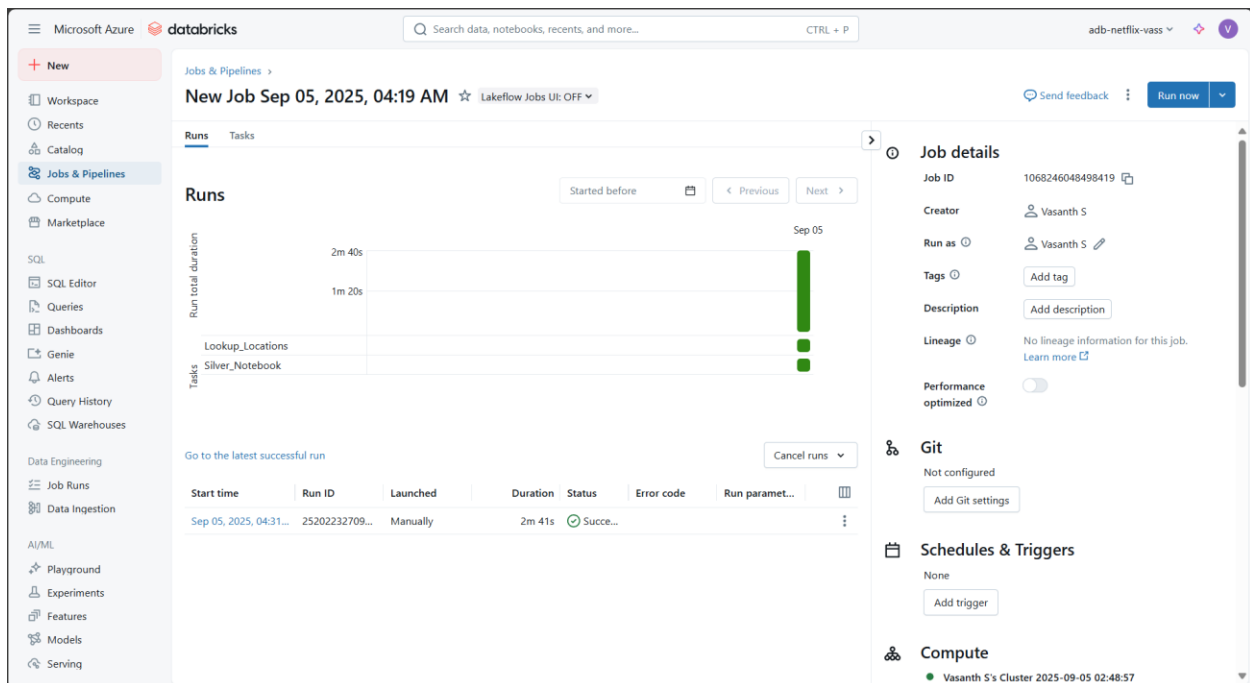 Microsoft Azure databricks
Search data, notebooks, recents, and more... CTRL + P
adb-netflix-vass
V
New
Workspace
Recents
Catalog
Jobs & Pipelines
Compute
Marketplace
SQL
SQL Editor
Queries
Dashboards
Genie
Alerts
Query History
SQL Warehouses
Data Engineering
Job Runs
Data Ingestion
AI/ML
Playground
Experiments
Features
Models
Serving
Jobs & Pipelines
New Job Sep 05, 2025, 04:19 AM Lakeflow Jobs UI: OFF
Send feedback Run now
Runs Tasks
Runs
Started before Previous Next
Sep 05
Run total duration
2m 40s
1m 20s
Tasks
Lookup_Locations
Silver_Notebook
Go to the latest successful run Cancel runs
Start time Run ID Launched Duration Status Error code Run paramet...
Sep 05, 2025, 04:31... 25202232709... Manually 2m 41s Succe...
Job details
Job ID 1068246048498419
Creator Vasanth S
Run as Vasanth S
Tags Add tag
Description Add description
Lineage No lineage information for this job.
Learn more
Performance
optimized
Git
Not configured
Add Git settings
Schedules & Triggers
None
Add trigger
Compute
Vasanth S's Cluster 2025-09-05 02:48:57